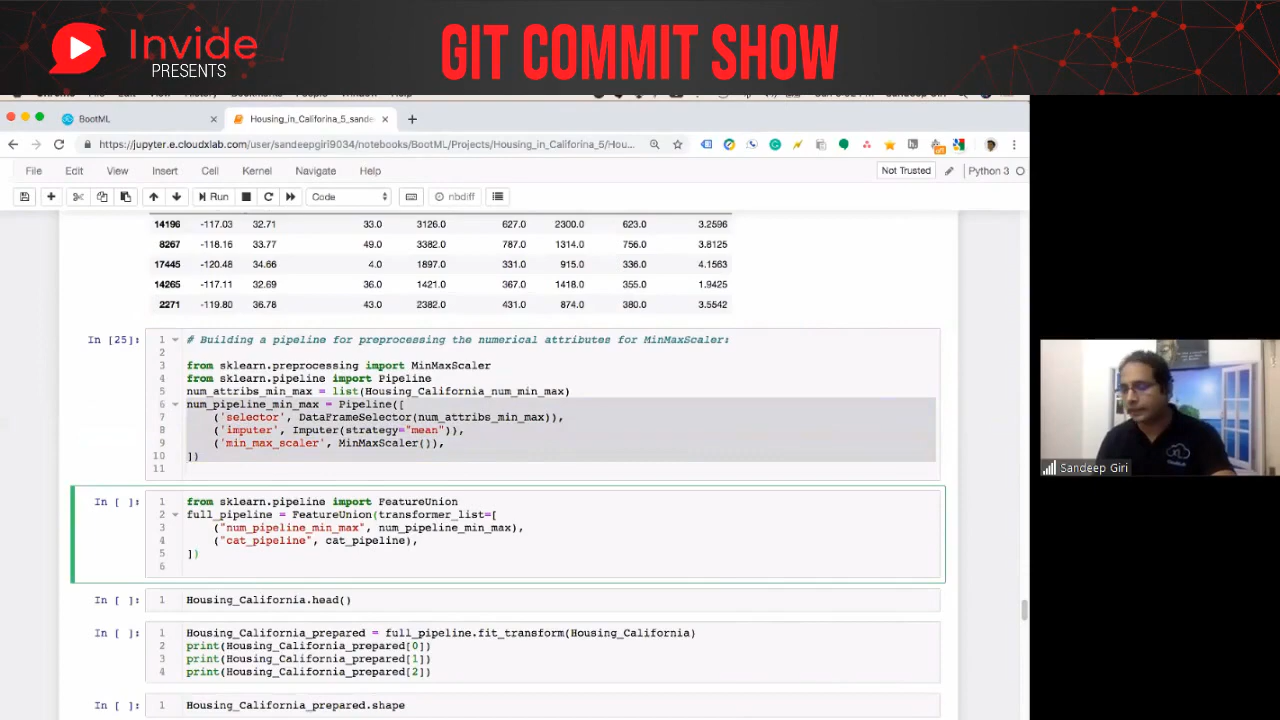 Invide
PRESENTS
GIT COMMIT SHOW
BootML
Housing_in_Califorina_5_sande
https://jupyter.e.cloudxlab.com/user/sandeepgiri9034/notebooks/BootML/Projects/Housing_in_Califorina_5/Hou...
File Edit View Insert Cell Kernel Navigate Help
Not Trusted
Python 3
Run
Code
nbdiff
14196 -117.03 32.71 33.0 3126.0 627.0 2300.0 623.0 3.2596
8267 -118.16 33.77 49.0 3382.0 787.0 1314.0 756.0 3.8125
17445 -120.48 34.66 4.0 1897.0 331.0 915.0 336.0 4.1563
14265 -117.11 32.69 36.0 1421.0 367.0 1418.0 355.0 1.9425
2271 -119.80 36.78 43.0 2382.0 431.0 874.0 380.0 3.5542
In [25]: 1 # Building a pipeline for preprocessing the numerical attributes for MinMaxScaler:
2
3 from sklearn.preprocessing import MinMaxScaler
4 from sklearn.pipeline import Pipeline
5 num_attribs_min_max = list(Housing_California_num_min_max)
6 num_pipeline_min_max = Pipeline([
7 ('selector', DataFrameSelector(num_attribs_min_max)),
8 ('imputer', Imputer(strategy="mean")),
9 ('min_max_scaler', MinMaxScaler()),
10 ])
11
In [ ]: 1 from sklearn.pipeline import FeatureUnion
2 full_pipeline = FeatureUnion(transformer_list=[
3 ("num_pipeline_min_max", num_pipeline_min_max),
4 ("cat_pipeline", cat_pipeline),
5 ])
6
In [ ]: 1 Housing_California.head()
In [ ]: 1 Housing_California_prepared = full_pipeline.fit_transform(Housing_California)
2 print(Housing_California_prepared[0])
3 print(Housing_California_prepared[1])
4 print(Housing_California_prepared[2])
In [ ]: 1 Housing_California_prepared.shape
Sandeep Giri